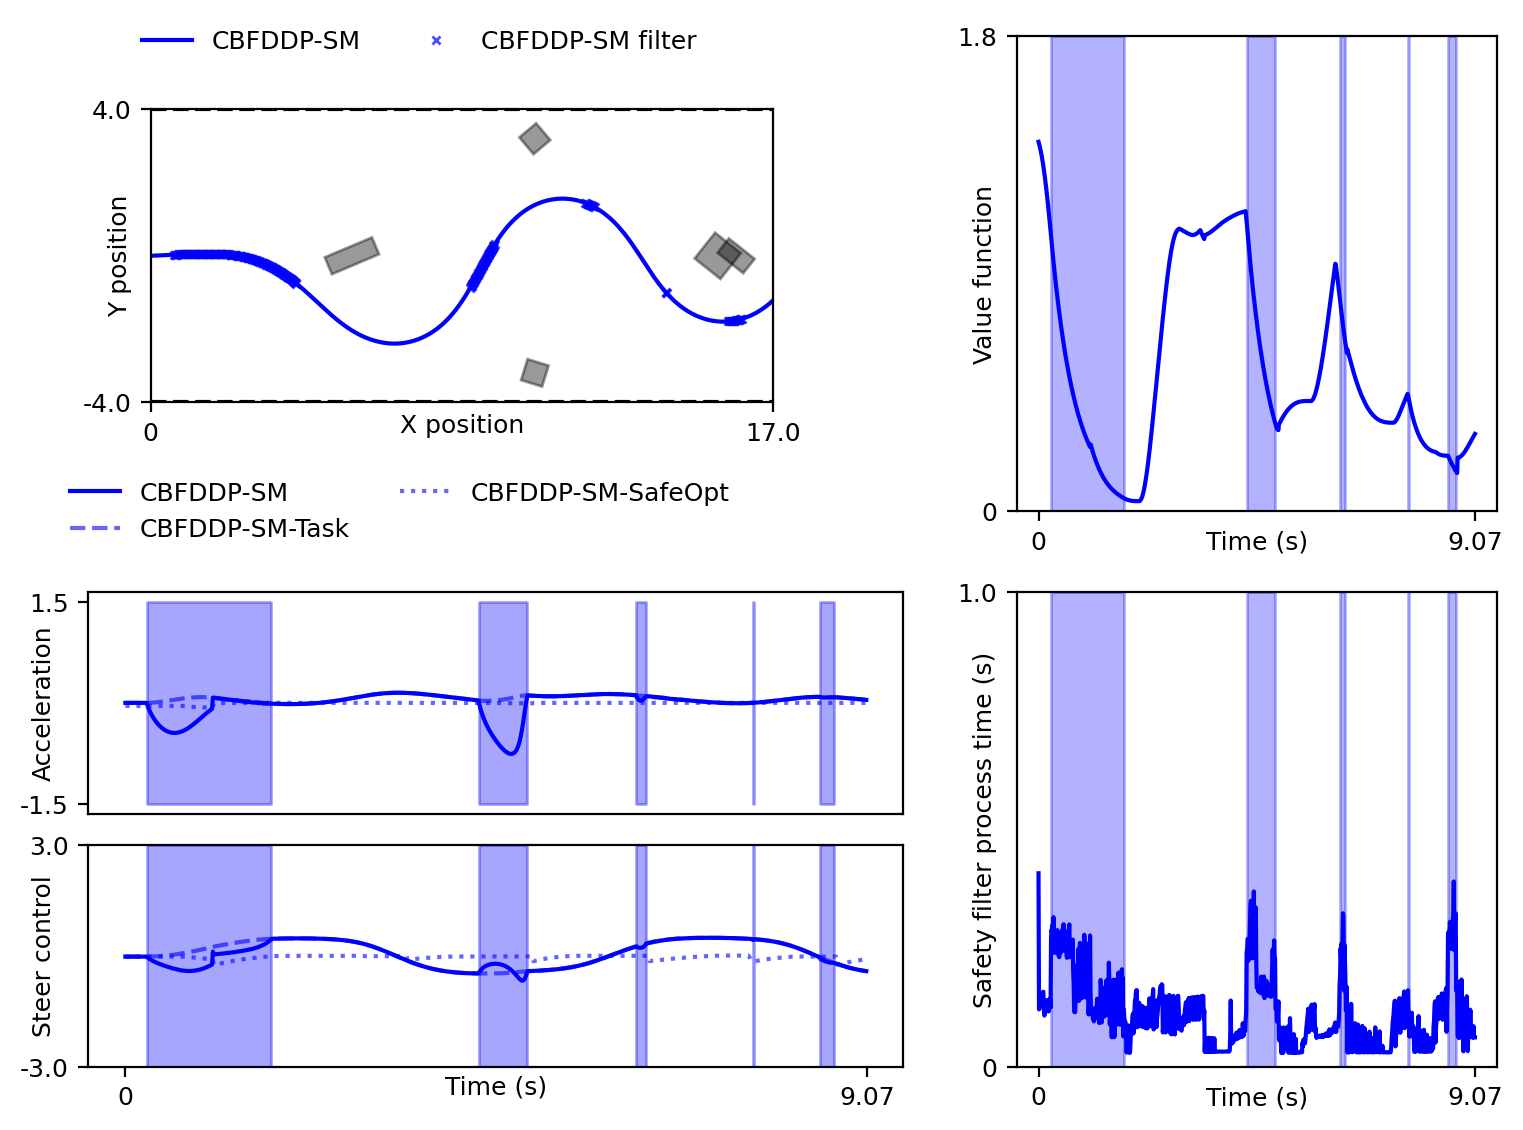 CBFDDP-SM
CBFDDP-SM filter
4.0
Y position
-4.0
0
X position
17.0
CBFDDP-SM
CBFDDP-SM-SafeOpt
CBFDDP-SM-Task
1.5
Acceleration
-1.5
3.0
Steer control
-3.0
0
Time (s)
9.07
1.8
Value function
0
0
Time (s)
9.07
1.0
Safety filter process time (s)
0
0
Time (s)
9.07